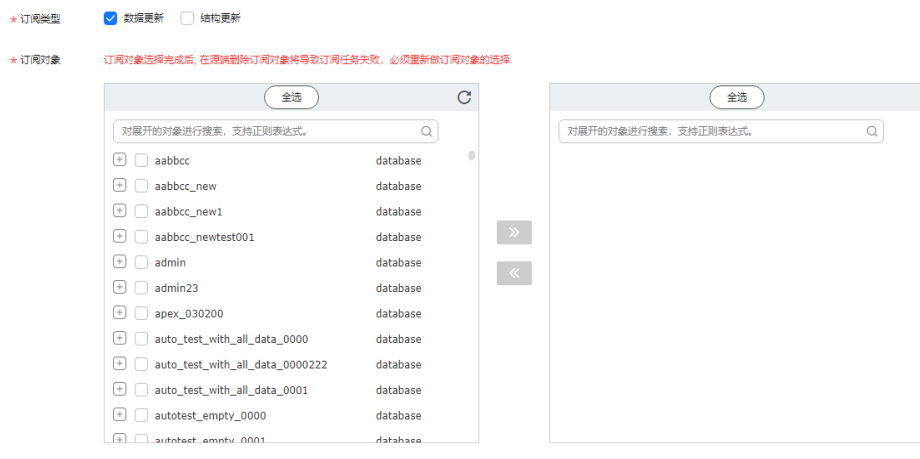 * 订阅类型 数据更新 结构更新
* 订阅对象 订阅对象选择完成后, 在源端删除订阅对象将导致订阅任务失败，必须重新做订阅对象的选择
全选 全选
对展开的对象进行搜索，支持正则表达式。 对展开的对象进行搜索，支持正则表达式。
aabbcc database
aabbcc_new database
aabbcc_new1 database
aabbcc_newtest001 database
admin database
admin23 database
apex_030200 database
auto_test_with_all_data_0000 database
auto_test_with_all_data_0000222 database
auto_test_with_all_data_0001 database
autotest_empty_0000 database
autotest_empty_0001 database